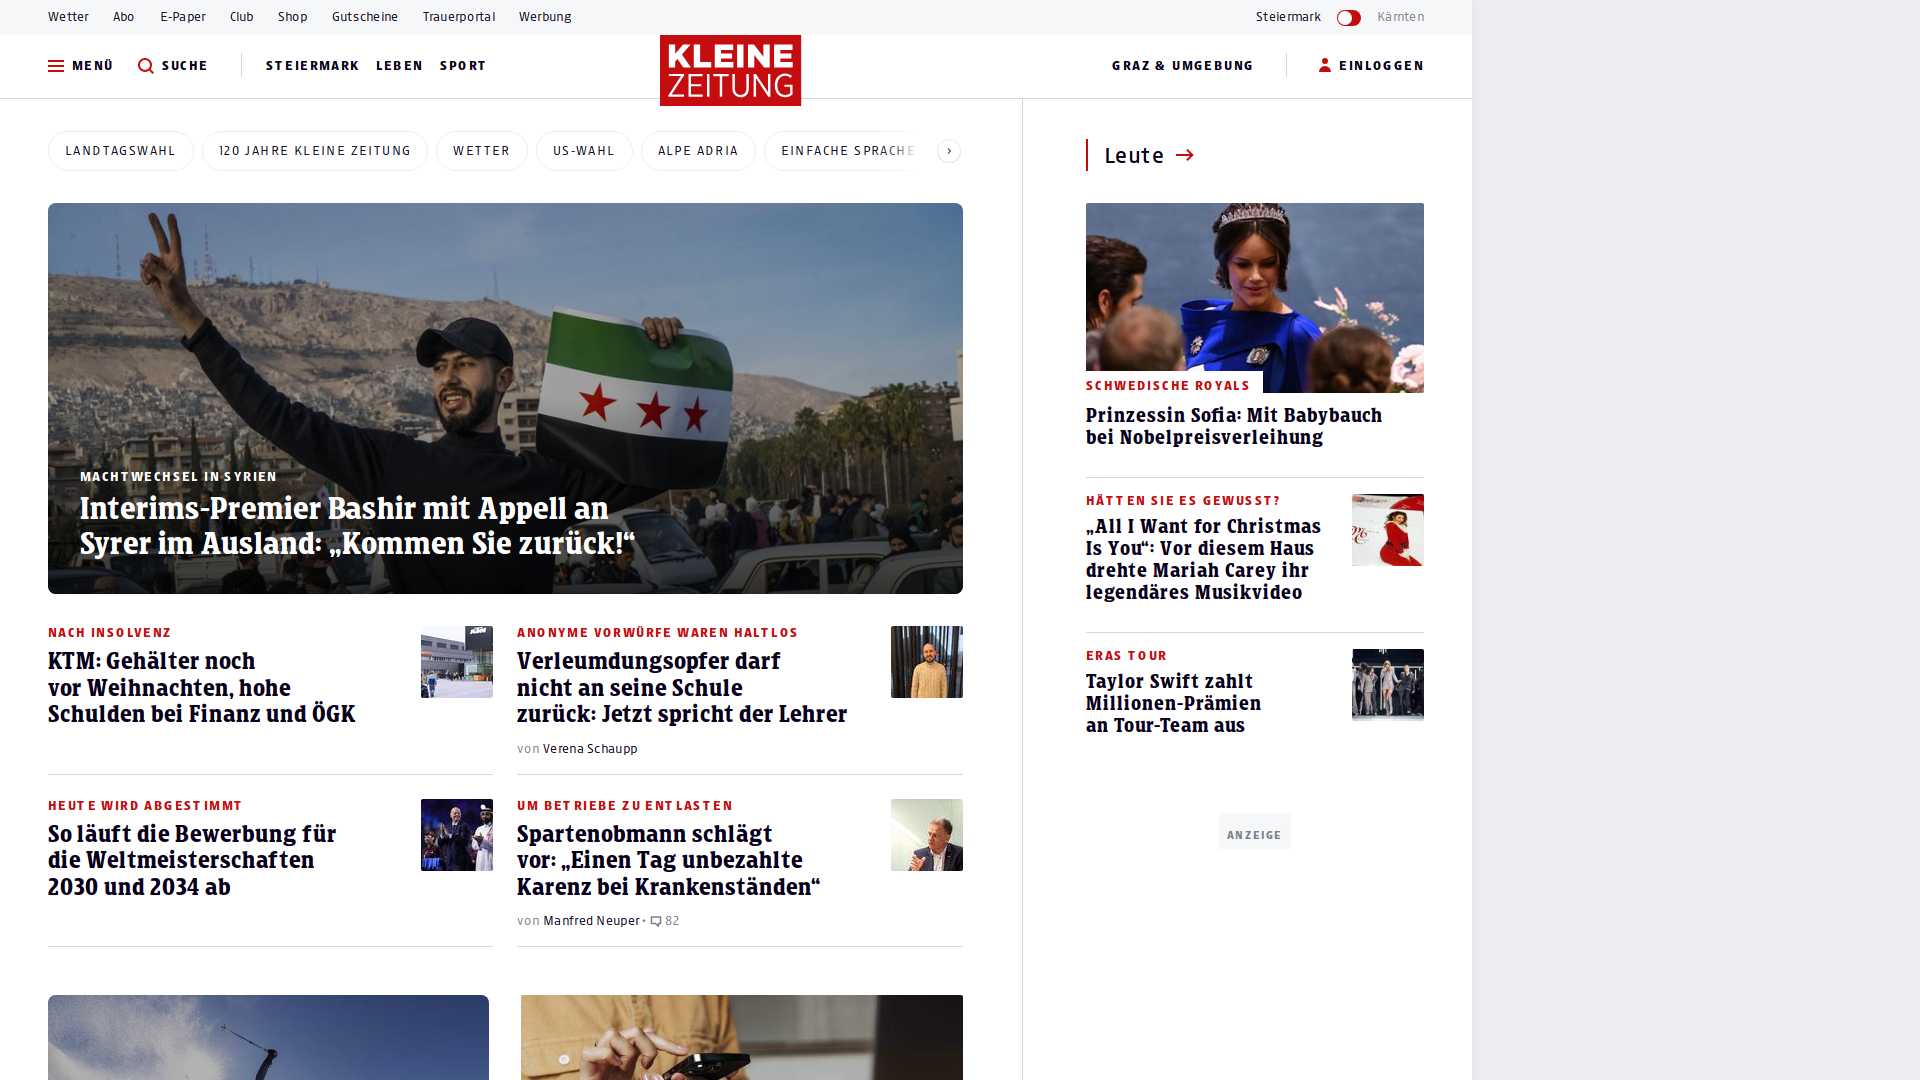 Wetter Abo E-Paper Club Shop Gutscheine Trauerportal Werbung
Steiermark Kärnten
MENÜ SUCHE STEIERMARK LEBEN SPORT
KLEINE
ZEITUNG
GRAZ & UMGEBUNG EINLOGGEN
LANDTAGSWAHL 120 JAHRE KLEINE ZEITUNG WETTER US-WAHL ALPE ADRIA EINFACHE SPRACHE
MACHTWECHSEL IN SYRIEN
Interims-Premier Bashir mit Appell an
Syrer im Ausland: „Kommen Sie zurück!“
NACH INSOLVENZ
KTM: Gehälter noch
vor Weihnachten, hohe
Schulden bei Finanz und ÖGK
ANONYME VORWÜRFE WAREN HALTLOS
Verleumdungsopfer darf
nicht an seine Schule
zurück: Jetzt spricht der Lehrer
von Verena Schaupp
HEUTE WIRD ABGESTIMMT
So läuft die Bewerbung für
die Weltmeisterschaften
2030 und 2034 ab
UM BETRIEBE ZU ENTLASTEN
Spartenobmann schlägt
vor: „Einen Tag unbezahlte
Karenz bei Krankenständen“
von Manfred Neuper • 82
Leute
SCHWEDISCHE ROYALS
Prinzessin Sofia: Mit Babybauch
bei Nobelpreisverleihung
HÄTTEN SIE ES GEWUSST?
„All I Want for Christmas
Is You“: Vor diesem Haus
drehte Mariah Carey ihr
legendäres Musikvideo
ERAS TOUR
Taylor Swift zahlt
Millionen-Prämien
an Tour-Team aus
ANZEIGE